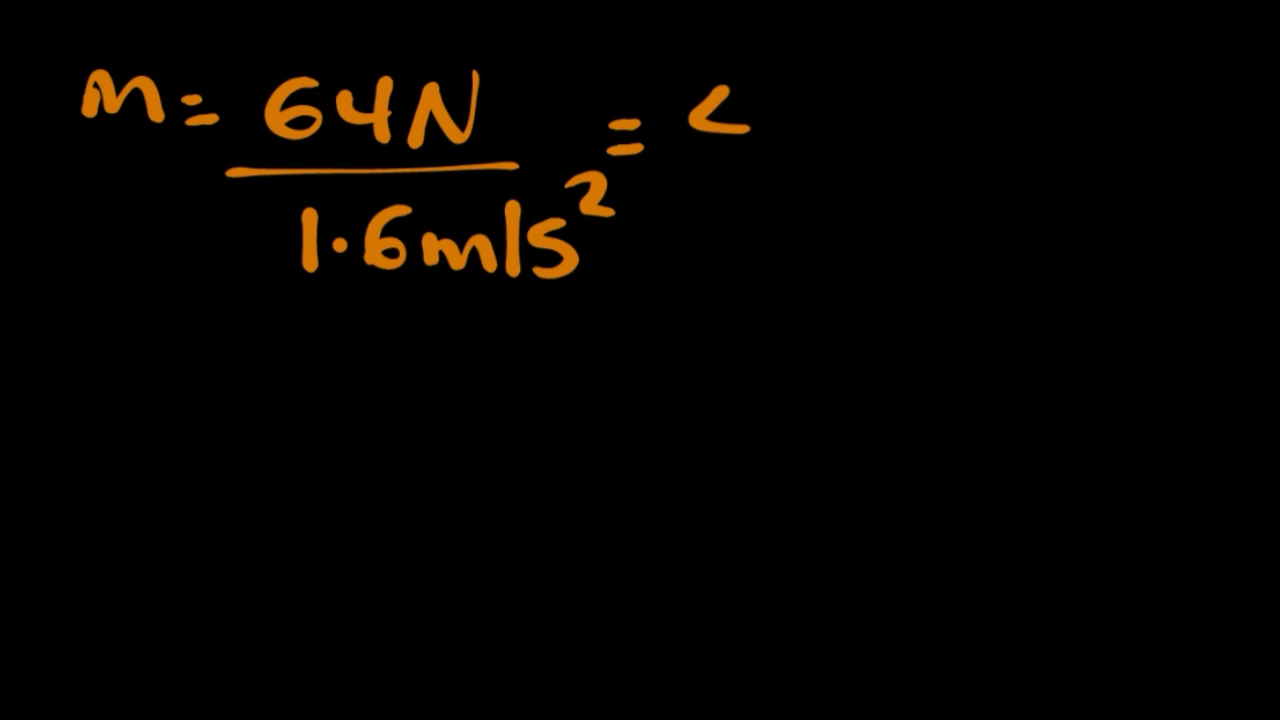 M = 64N =
1.6m/s²